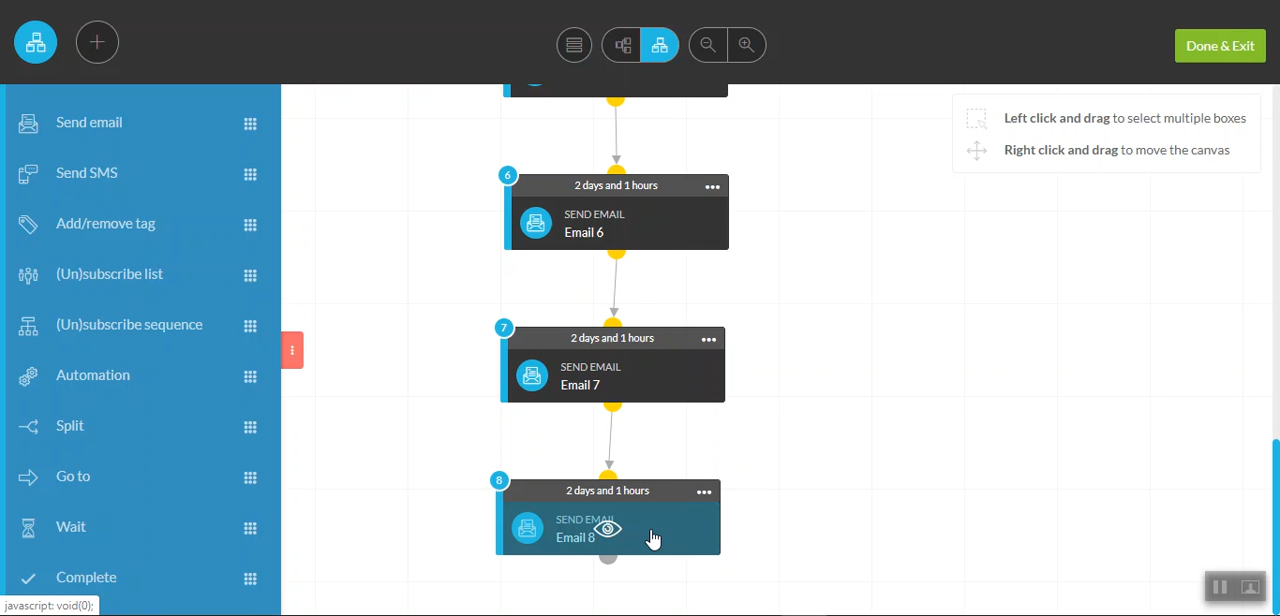 Done & Exit
Send email
Send SMS
Add/remove tag
(Un)subscribe list
(Un)subscribe sequence
Automation
Split
Go to
Wait
Complete
javascript: void(0);
Left click and drag to select multiple boxes
Right click and drag to move the canvas
6
2 days and 1 hours
SEND EMAIL
Email 6
7
2 days and 1 hours
SEND EMAIL
Email 7
8
2 days and 1 hours
SEND EMAIL
Email 8